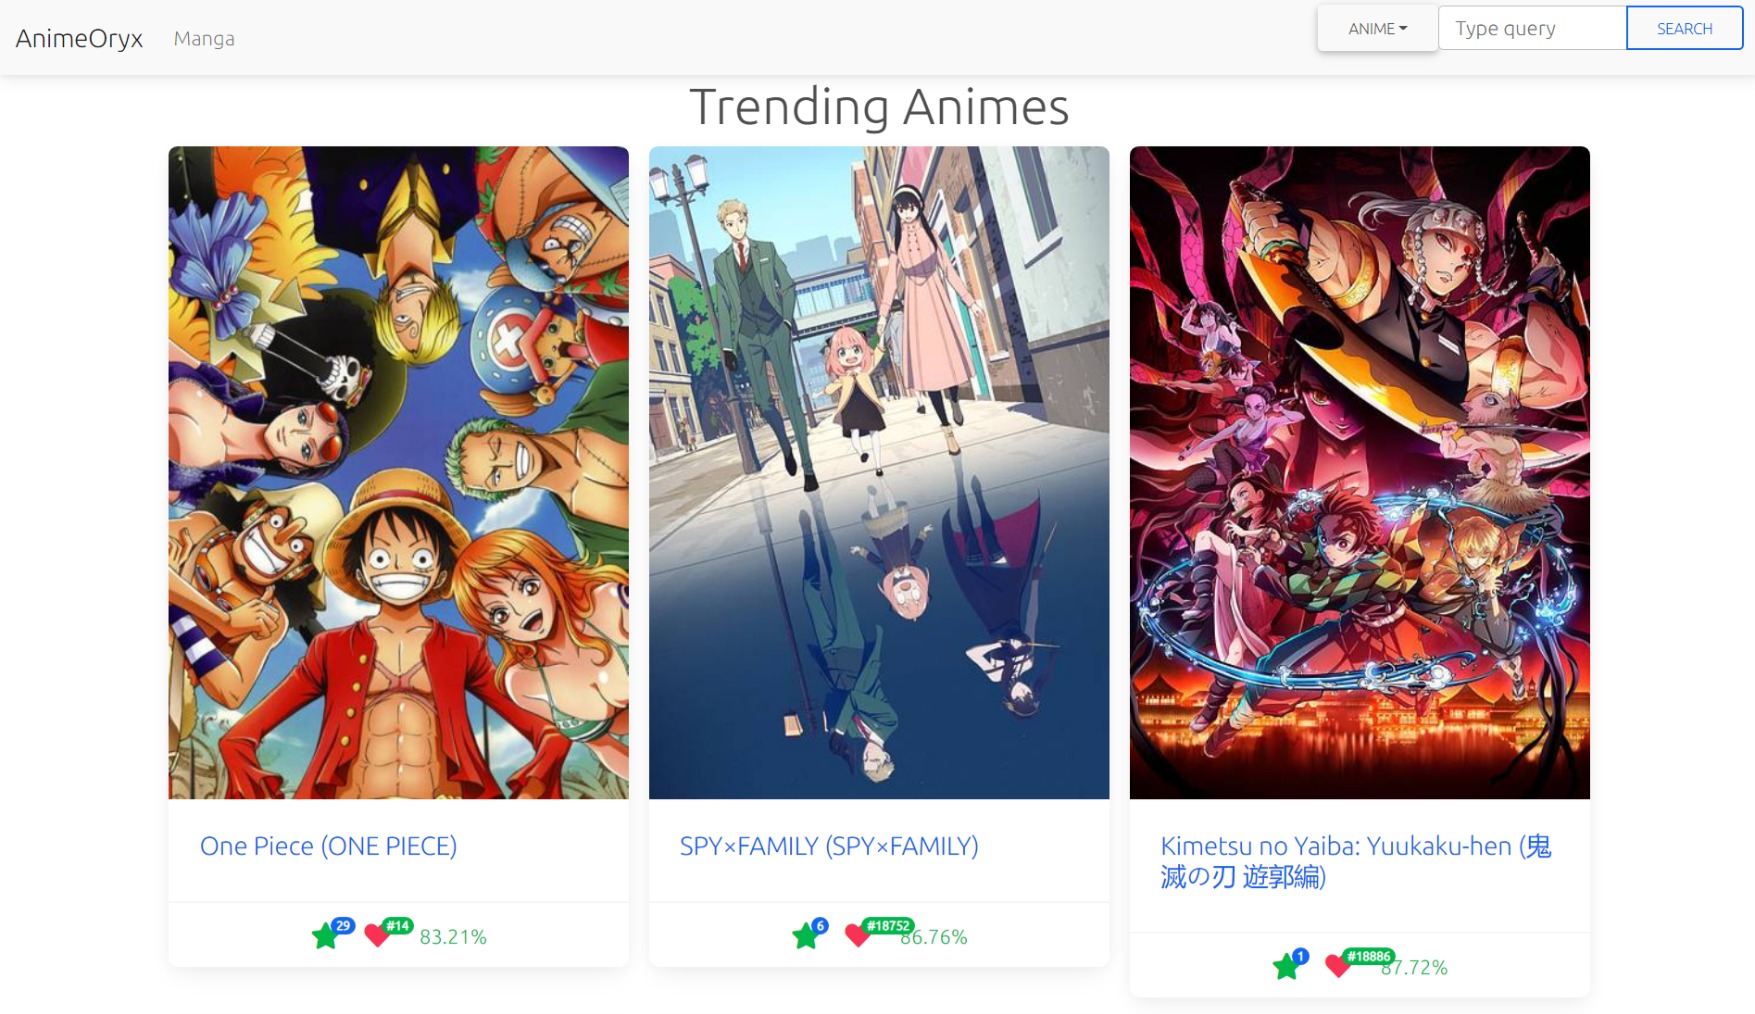 AnimeOryx Manga ANIME Type query SEARCH
Trending Animes
One Piece (ONE PIECE)
29 #14 83.21%
SPY×FAMILY (SPY×FAMILY)
6 #18752 86.76%
Kimetsu no Yaiba: Yuukaku-hen (鬼
滅の刃 遊郭編)
1 #18886 87.72%